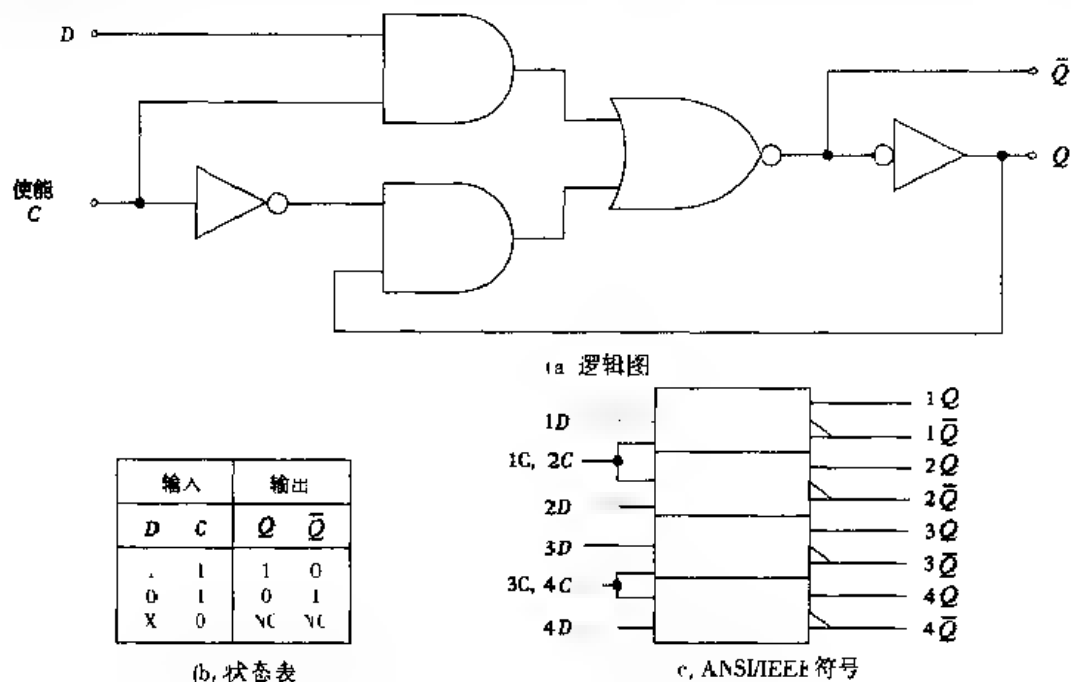 D
Q̄
使能
C
Q
(a 逻辑图
1Q
1D
1Q̄
1C, 2C
2Q
2Q̄
2D
3Q
3D
3Q̄
3C, 4C
4Q
4D
4Q̄
输入 输出
D C Q Q̄
1 1 0
0 1 0 1
X 0 NC NC
(b, 状态表
c, ANSI/IEEE 符号